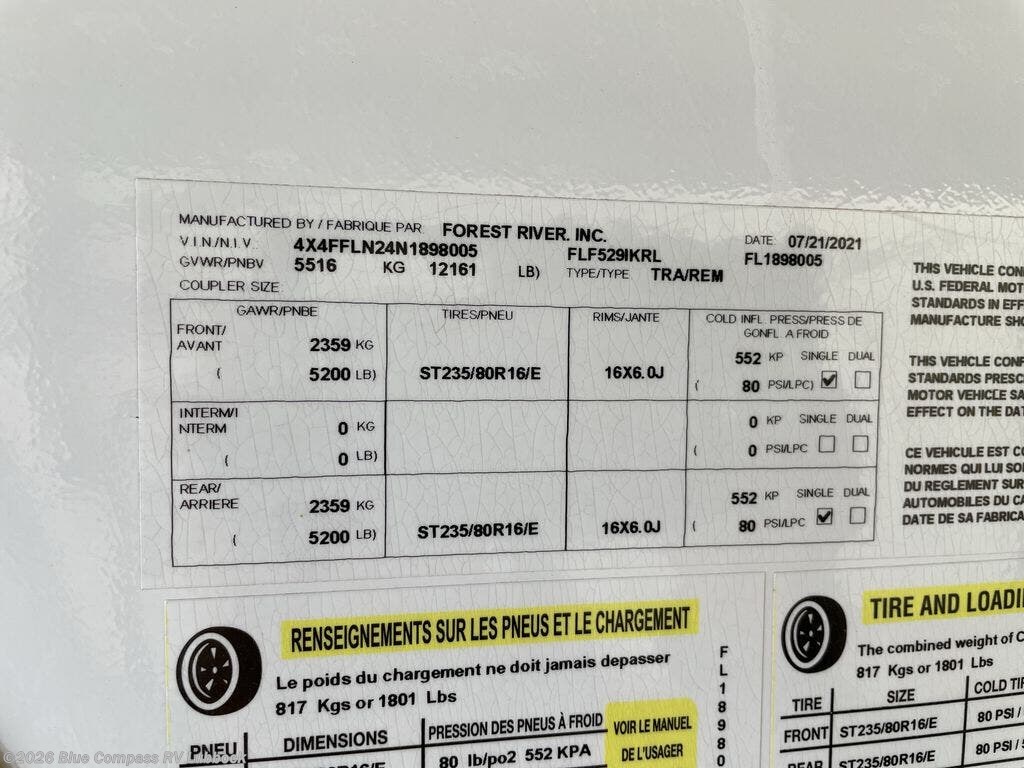 MANUFACTURED BY / FABRIQUE PAR FOREST RIVER. INC. DATE: 07/21/2021
V.I.N./N.I.V.: 4X4FFLN24N1898005 FLF529IKRL FL1898005
GVWR/PNBV 5516 KG 12161 LB) TYPE/TYPE TRA/REM
COUPLER SIZE:
GAWR/PNBE TIRES/PNEU RIMS/JANTE COLD INFL. PRESS/PRESS DE
GONFL. A FROID
FRONT/
AVANT 2359 KG 552 KP SINGLE DUAL
( 5200 LB) ST235/80R16/E 16X6.0J ( 80 PSI/LPC)
INTERM/I
NTERM 0 KG 0 KP SINGLE DUAL
( 0 LB) ( 0 PSI/LPC
REAR/
ARRIERE 2359 KG 552 KP SINGLE DUAL
( 5200 LB) ST235/80R16/E 16X6.0J ( 80 PSI/LPC
THIS VEHICLE CON
U.S. FEDERAL MOT
STANDARDS IN EFF
MANUFACTURE SHO
THIS VEHICLE CONF
STANDARDS PRESC
MOTOR VEHICLE SA
EFFECT ON THE DAT
CE VEHICULE EST CO
NORMES QUI LUI SO
DU REGLEMENT SUR
AUTOMOBILES DU CA
DATE DE SA FABRICA
RENSEIGNEMENTS SUR LES PNEUS ET LE CHARGEMENT
Le poids du chargement ne doit jamais depasser
817 Kgs or 1801 Lbs
PNEU DIMENSIONS PRESSION DES PNEUS À FROID
80 lb/po2 552 KPA
VOIR LE MANUEL
DE L'USAGER
FL18980
TIRE AND LOADI
The combined weight of C
817 Kgs or 1801 Lbs
TIRE SIZE COLD TIR
FRONT ST235/80R16/E 80 PSI /
REAR ST235/80R16/E 80 PSI /
©2026 Blue Compass RV Lubbock